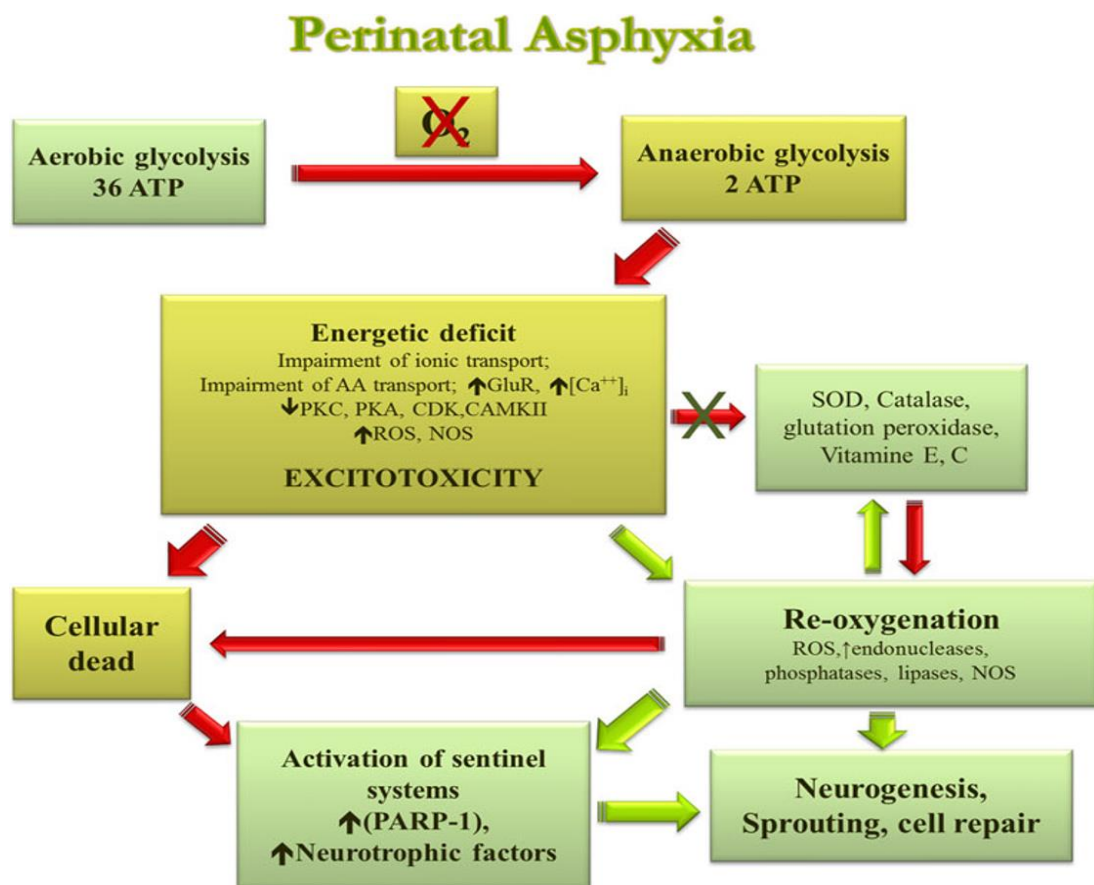 Perinatal Asphyxia
O₂
Aerobic glycolysis
36 ATP
Anaerobic glycolysis
2 ATP
Energetic deficit
Impairment of ionic transport;
Impairment of AA transport; 🡹GluR, 🡹[Ca⁺⁺]ᵢ
🡻PKC, PKA, CDK,CAMKII
🡹ROS, NOS
EXCITOTOXICITY
SOD, Catalase,
glutation peroxidase,
Vitamine E, C
Cellular
dead
Re-oxygenation
ROS,↑endonucleases,
phosphatases, lipases, NOS
Activation of sentinel
systems
🡹(PARP-1),
🡹Neurotrophic factors
Neurogenesis,
Sprouting, cell repair